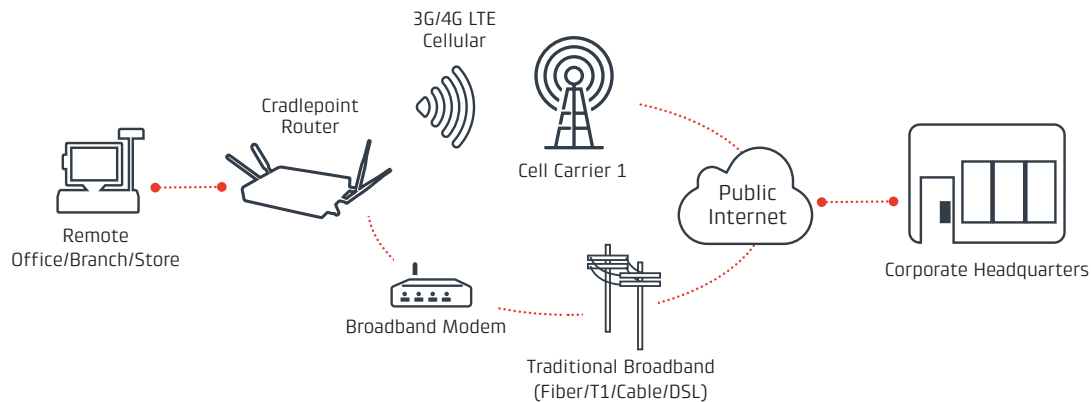 3G/4G LTE
Cellular
Cradlepoint
Router
Cell Carrier 1
Public
Internet
Remote
Office/Branch/Store
Corporate Headquarters
Broadband Modem
Traditional Broadband
(Fiber/T1/Cable/DSL)